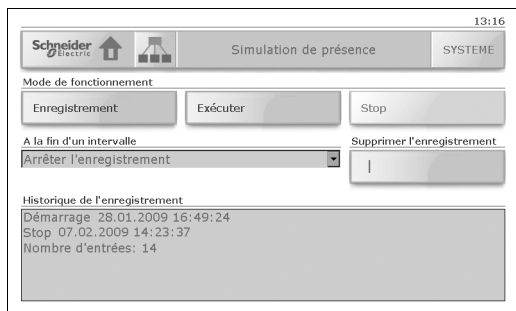 13:16
Schneider Electric
Simulation de présence
SYSTEME
Mode de fonctionnement
Enregistrement
Exécuter
Stop
A la fin d'un intervalle
Supprimer l'enregistrement
Arrêter l'enregistrement
Historique de l'enregistrement
Démarrage 28.01.2009 16:49:24
Stop 07.02.2009 14:23:37
Nombre d'entrées: 14